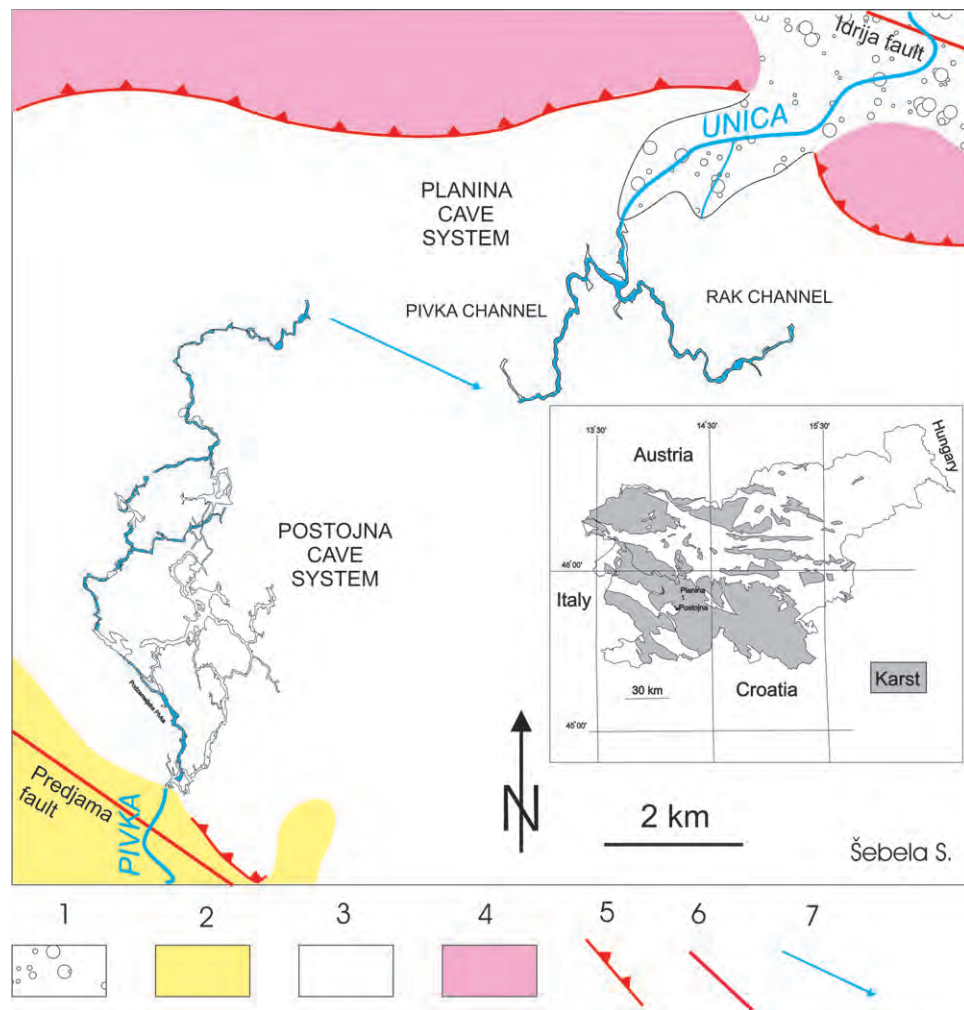 Idrija fault
UNICA
PLANINA
CAVE
SYSTEM
PIVKA CHANNEL
RAK CHANNEL
POSTOJNA
CAVE
SYSTEM
Podzemeljska Pivka
Predjama
fault
PIVKA
13˚30'
14˚30'
15˚30'
Austria
Hungary
46˚00'
Italy
Planina
Postojna
30 km
Croatia
Karst
45˚00'
N
2 km
Šebela S.
1 2 3 4 5 6 7